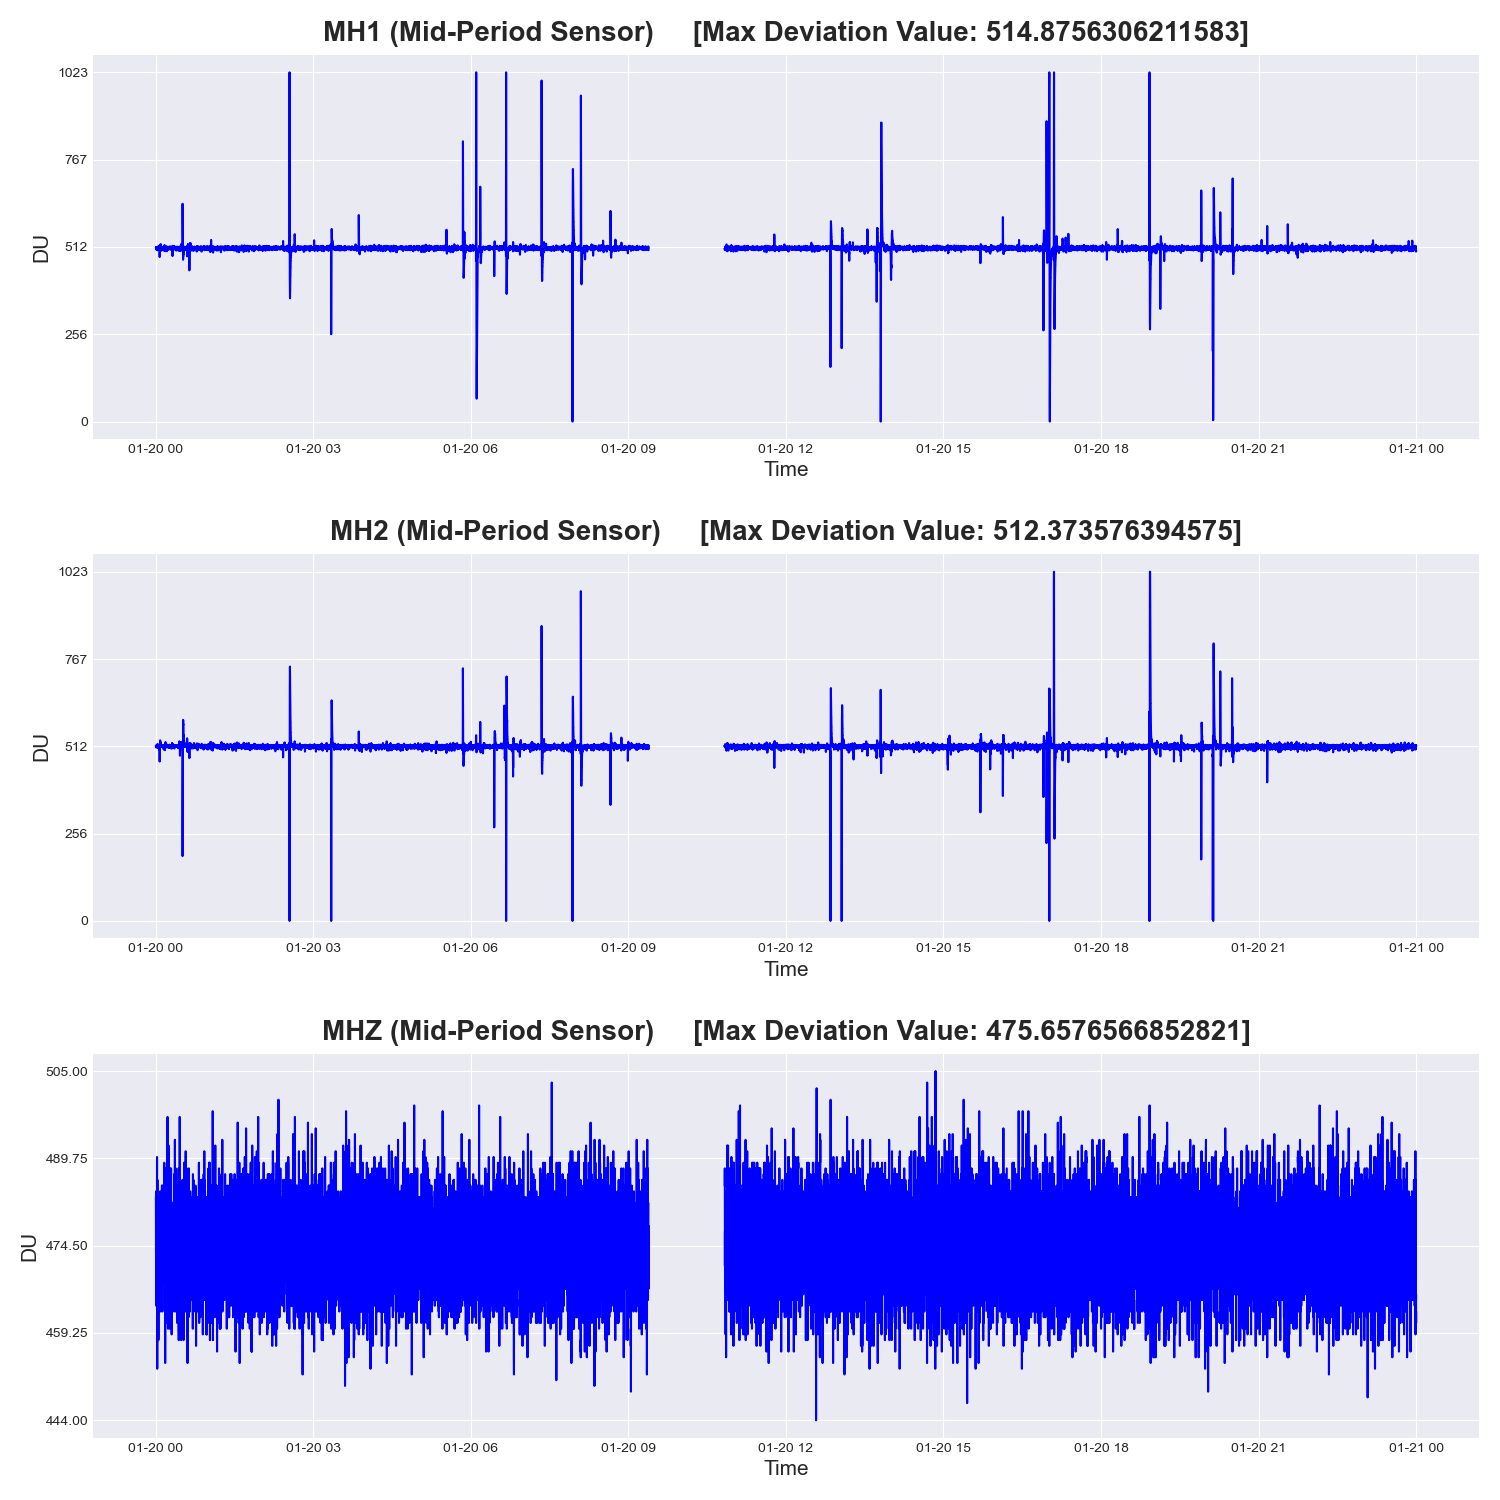 MH1 (Mid-Period Sensor) [Max Deviation Value: 514.8756306211583]
1023
767
512
256
0
DU
01-20 00 01-20 03 01-20 06 01-20 09 01-20 12 01-20 15 01-20 18 01-20 21 01-21 00
Time
MH2 (Mid-Period Sensor) [Max Deviation Value: 512.373576394575]
1023
767
512
256
0
DU
01-20 00 01-20 03 01-20 06 01-20 09 01-20 12 01-20 15 01-20 18 01-20 21 01-21 00
Time
MHZ (Mid-Period Sensor) [Max Deviation Value: 475.6576566852821]
505.00
489.75
474.50
459.25
444.00
DU
01-20 00 01-20 03 01-20 06 01-20 09 01-20 12 01-20 15 01-20 18 01-20 21 01-21 00
Time